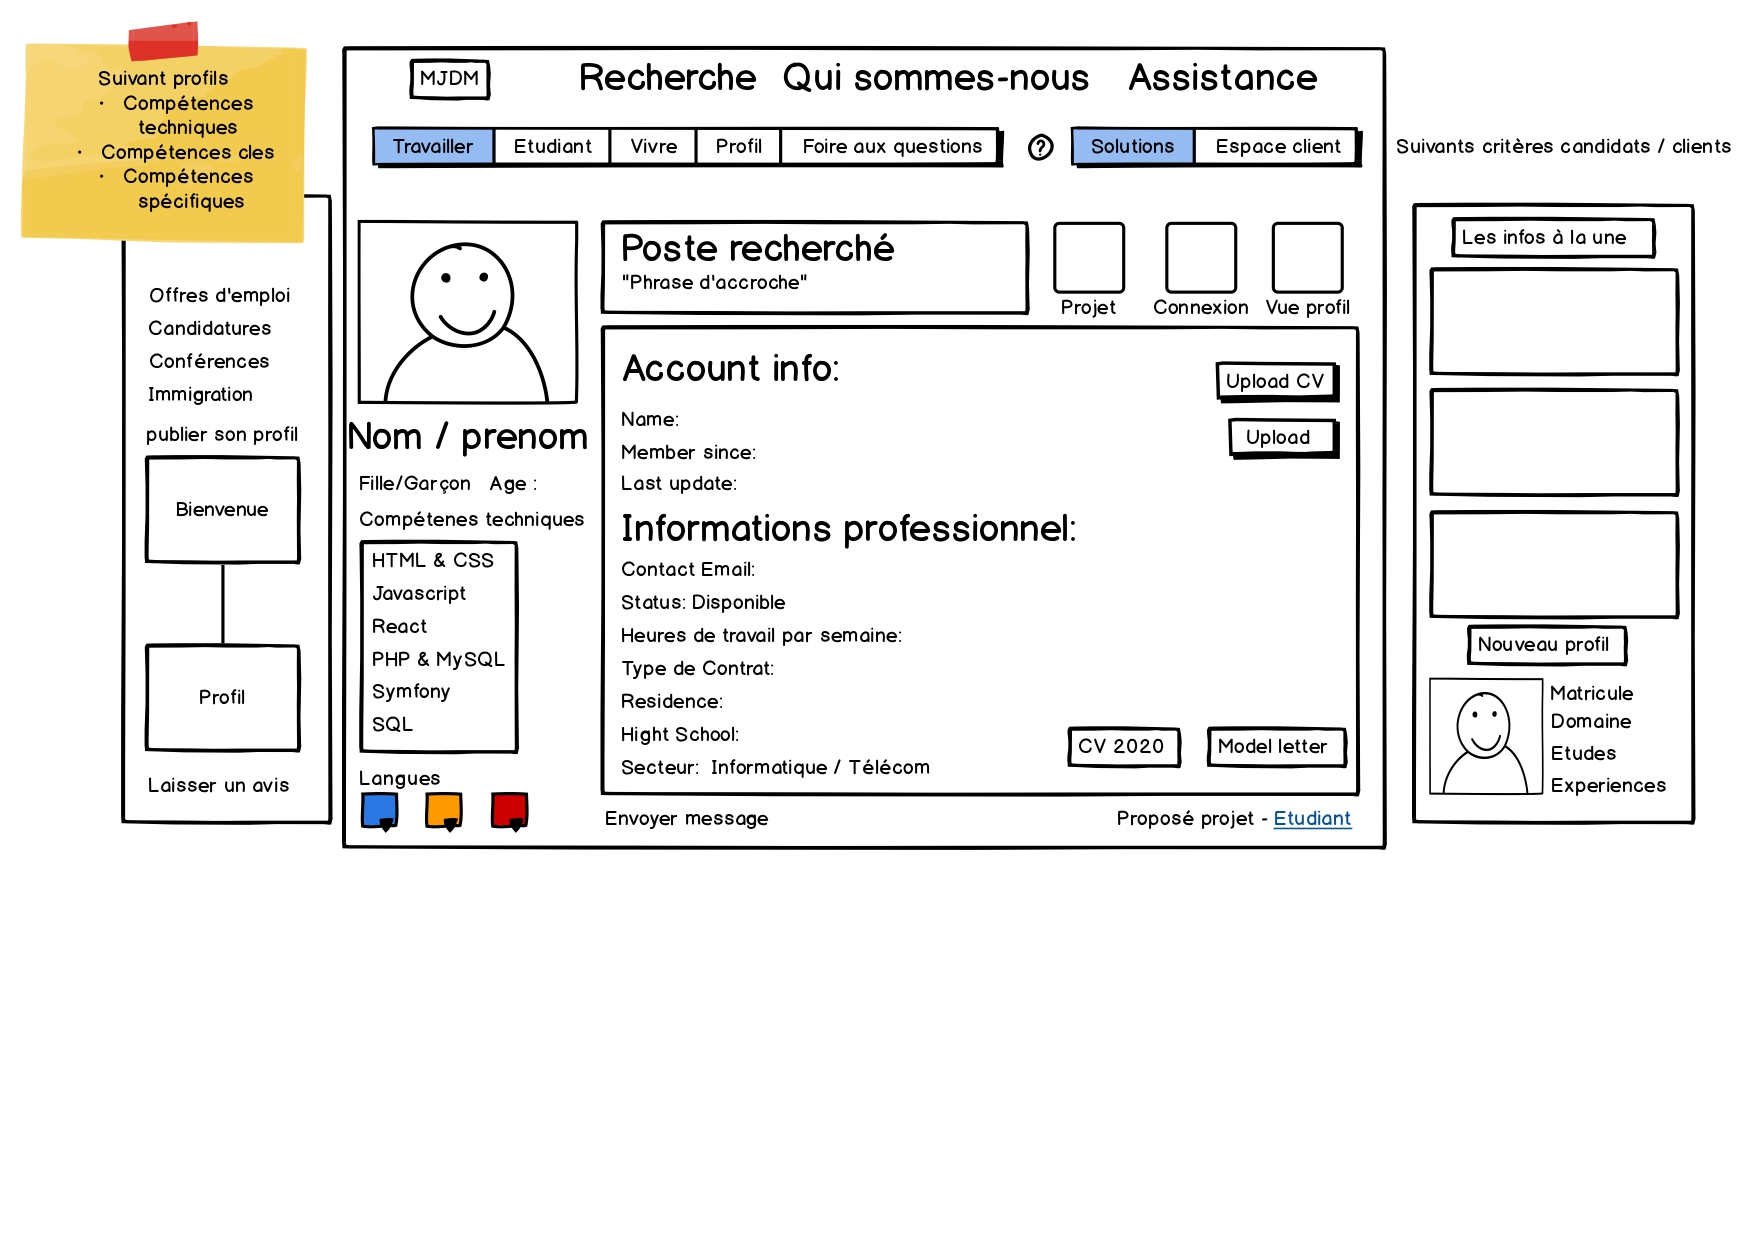 Suivant profils
• Compétences
techniques
• Compétences cles
• Compétences
spécifiques
Offres d'emploi
Candidatures
Conférences
Immigration
publier son profil
Bienvenue
Profil
Laisser un avis
MJDM
Recherche Qui sommes-nous Assistance
Travailler Etudiant Vivre Profil Foire aux questions ? Solutions Espace client
Poste recherché
"Phrase d'accroche"
Projet Connexion Vue profil
Nom / prenom
Fille/Garçon Age :
Compétenes techniques
HTML & CSS
Javascript
React
PHP & MySQL
Symfony
SQL
Langues
Account info:
Upload CV
Name:
Upload
Member since:
Last update:
Informations professionnel:
Contact Email:
Status: Disponible
Heures de travail par semaine:
Type de Contrat:
Residence:
Hight School:
CV 2020 Model letter
Secteur: Informatique / Télécom
Envoyer message Proposé projet - Etudiant
Suivants critères candidats / clients
Les infos à la une
Nouveau profil
Matricule
Domaine
Etudes
Experiences